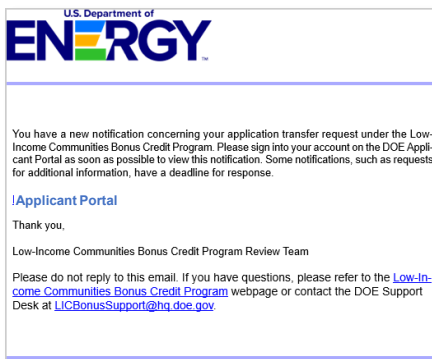 U.S. Department of
ENERGY
You have a new notification concerning your application transfer request under the Low-
Income Communities Bonus Credit Program. Please sign into your account on the DOE Appli-
cant Portal as soon as possible to view this notification. Some notifications, such as requests
for additional information, have a deadline for response.
Applicant Portal
Thank you,
Low-Income Communities Bonus Credit Program Review Team
Please do not reply to this email. If you have questions, please refer to the Low-In-
come Communities Bonus Credit Program webpage or contact the DOE Support
Desk at LICBonusSupport@hq.doe.gov.